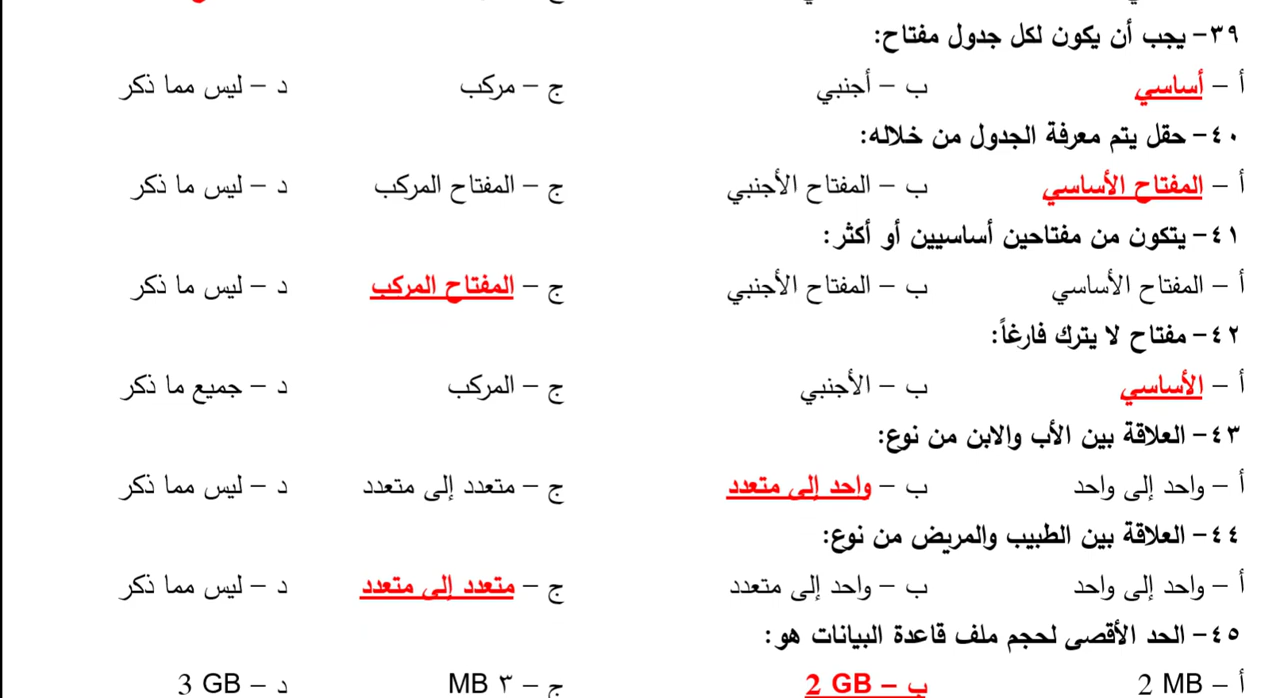 ٣٩- يجب أن يكون لكل جدول مفتاح:
أ – أساسي ب – أجنبي ج – مركب د – ليس مما ذكر
٤٠- حقل يتم معرفة الجدول من خلاله:
أ – المفتاح الأساسي ب – المفتاح الأجنبي ج – المفتاح المركب د – ليس ما ذكر
٤١- يتكون من مفتاحين أساسيين أو أكثر:
أ – المفتاح الأساسي ب – المفتاح الأجنبي ج – المفتاح المركب د – ليس ما ذكر
٤٢- مفتاح لا يترك فارغاً:
أ – الأساسي ب – الأجنبي ج – المركب د – جميع ما ذكر
٤٣- العلاقة بين الأب والابن من نوع:
أ – واحد إلى واحد ب – واحد إلى متعدد ج – متعدد إلى متعدد د – ليس مما ذكر
٤٤- العلاقة بين الطبيب والمريض من نوع:
أ – واحد إلى واحد ب – واحد إلى متعدد ج – متعدد إلى متعدد د – ليس مما ذكر
٤٥- الحد الأقصى لحجم ملف قاعدة البيانات هو:
أ – 2 MB ب – 2 GB ج – ٣ MB د – 3 GB